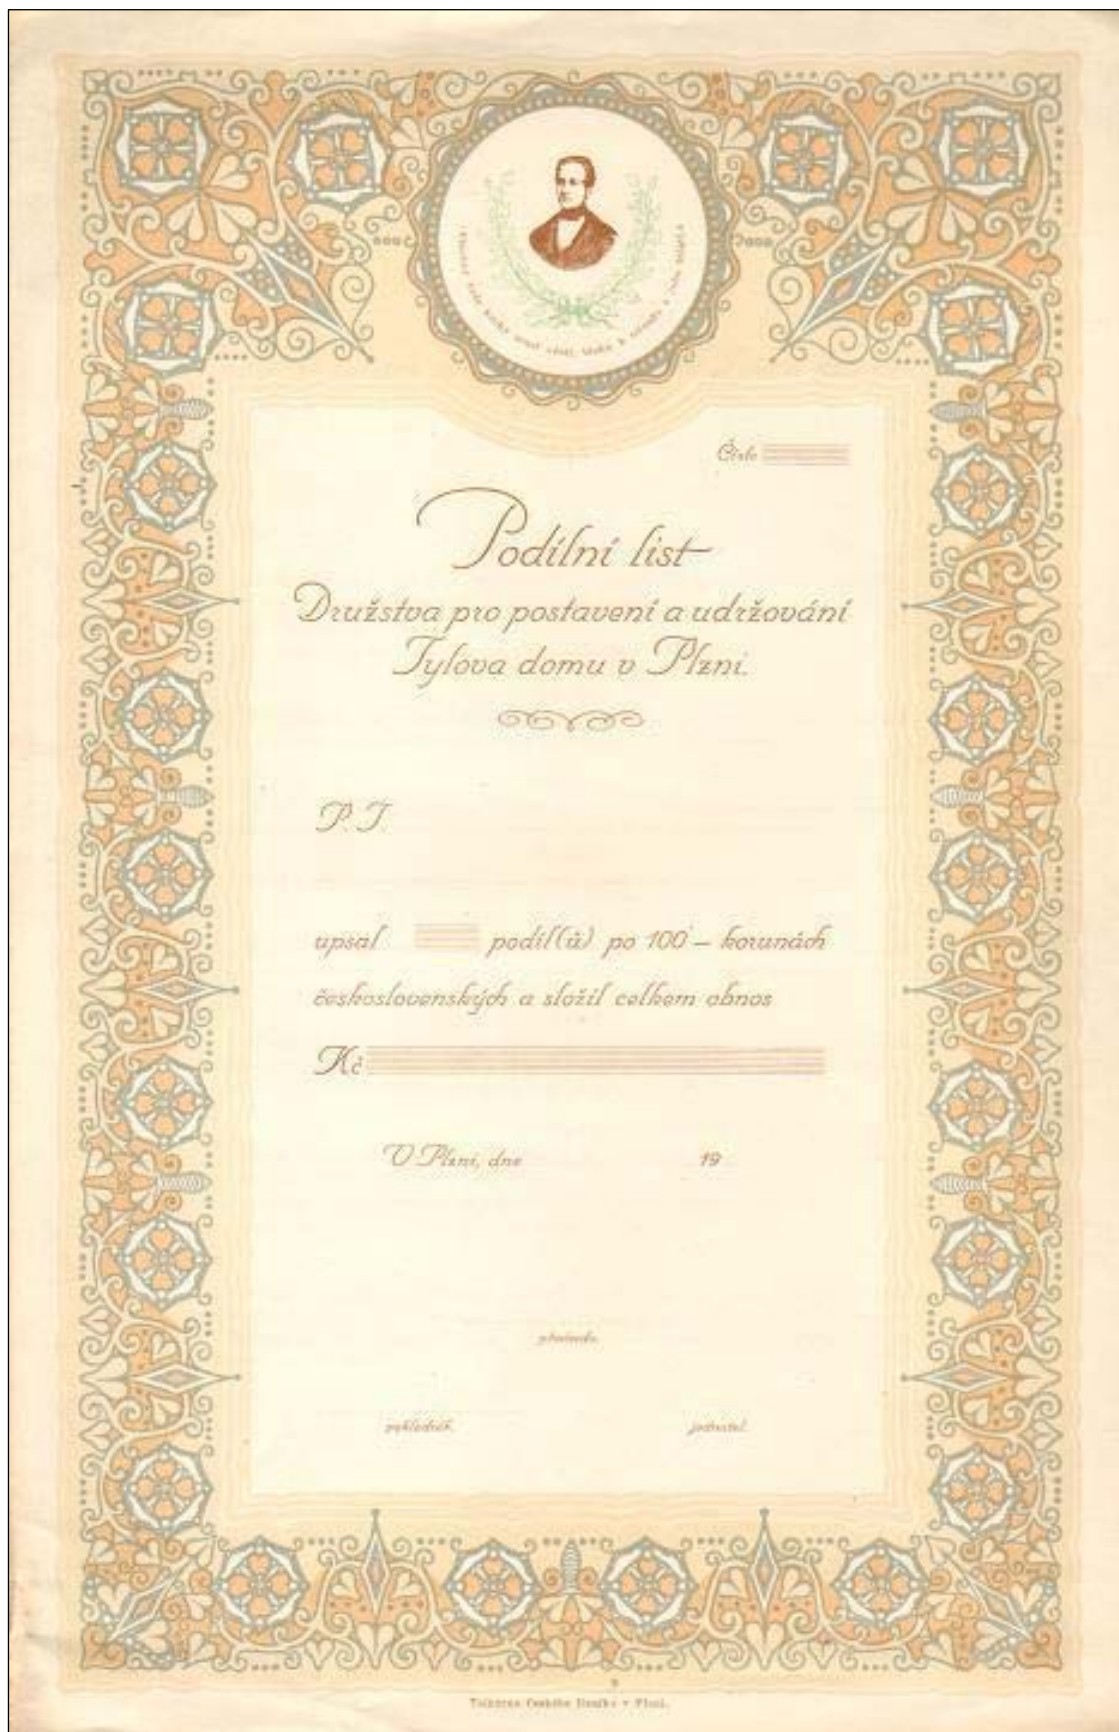 Číslo
Podílní list
Družstva pro postavení a udržování
Tylova domu v Plzni.
P. T.
upsal podíl(ů) po 100 – korunách
československých a složil celkem obnos
Kč
V Plzni, dne 19
předseda.
pokladník. jednatel.
v Plzni.